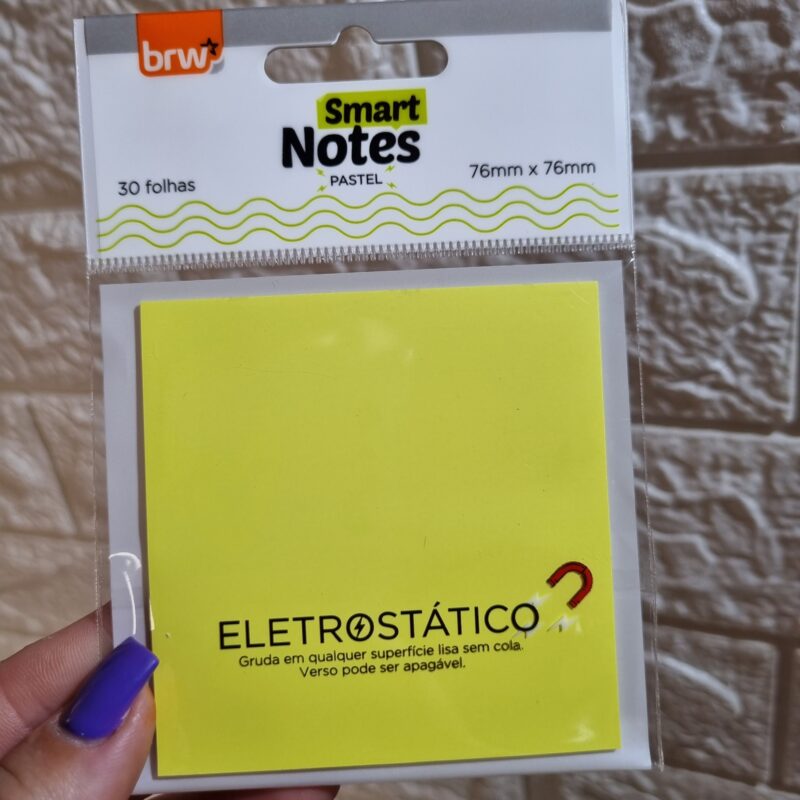 brw
Smart
Notes
PASTEL
30 folhas
76mm x 76mm
ELETROSTÁTICO
Gruda em qualquer superfície lisa sem cola.
Verso pode ser apagável.